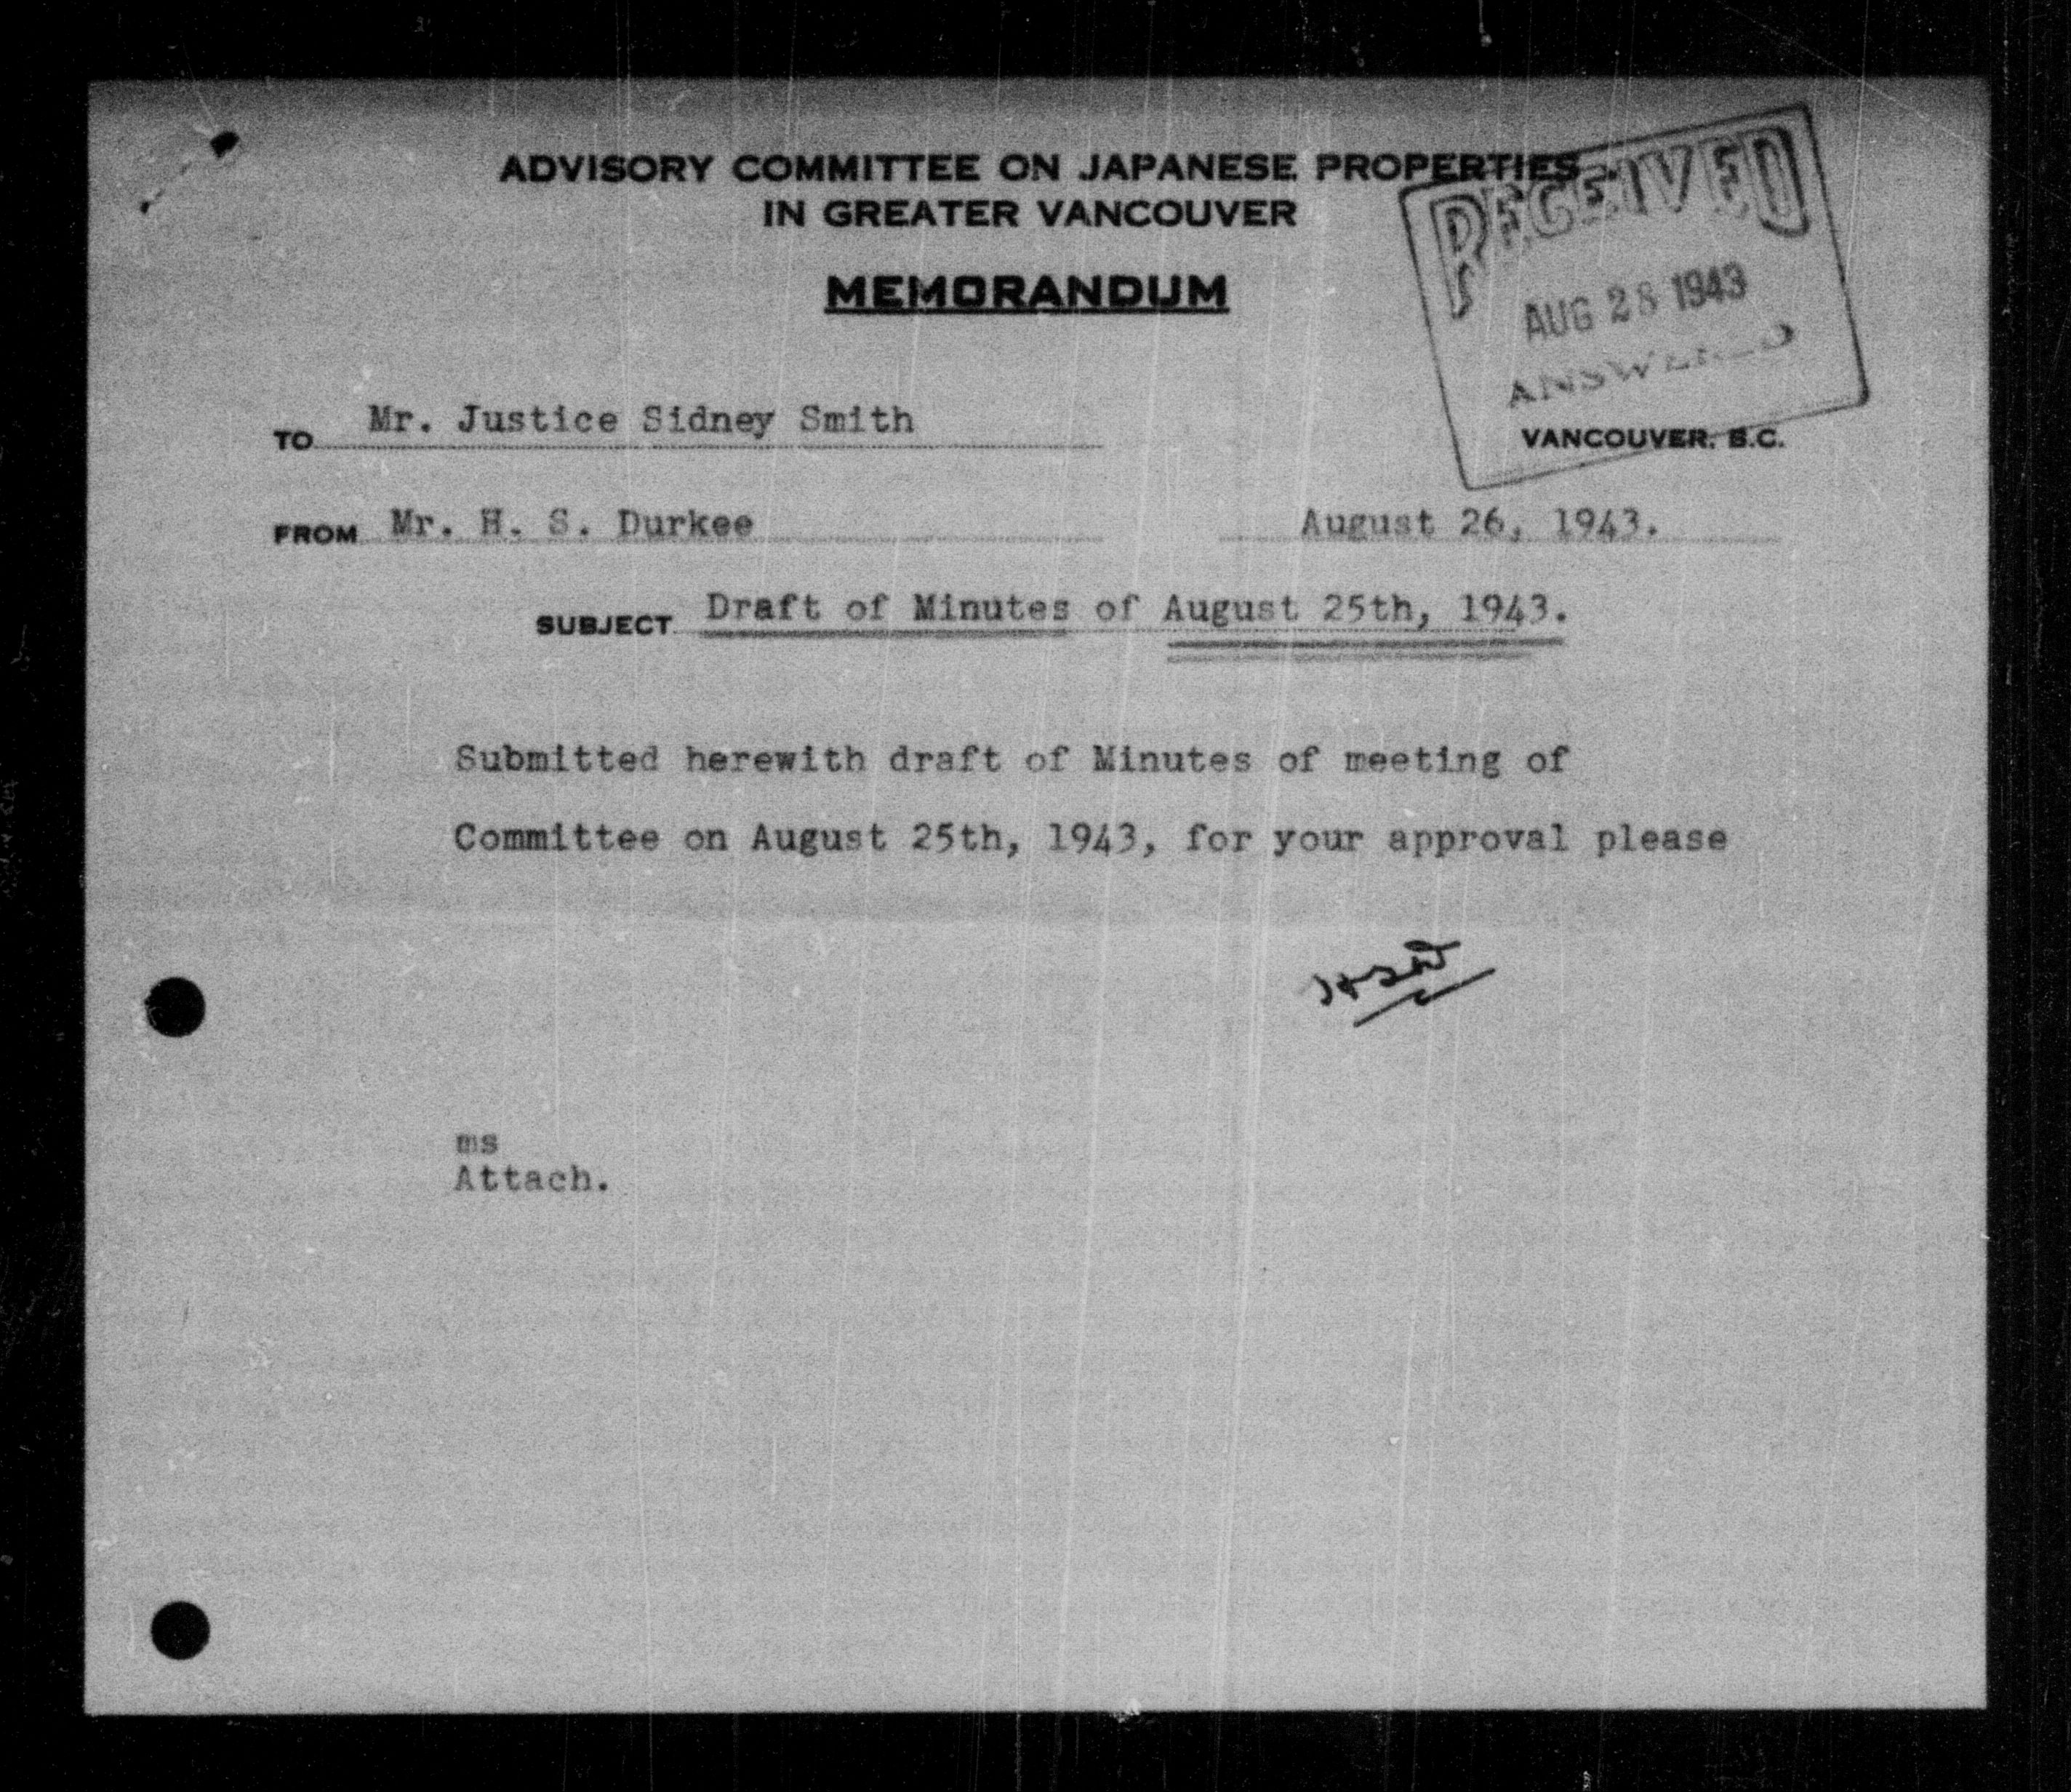 ADVISORY COMMITTEE ON JAPANESE PROPERTIES
IN GREATER VANCOUVER
MEMORANDUM
RECEIVED
AUG 28 1943
ANSWERED
TO Mr. Justice Sidney Smith
VANCOUVER, B.C.
FROM Mr. H. S. Durkee
August 26, 1943.
SUBJECT Draft of Minutes of August 25th, 1943.
Submitted herewith draft of Minutes of meeting of
Committee on August 25th, 1943, for your approval please
HSD
ms
Attach.